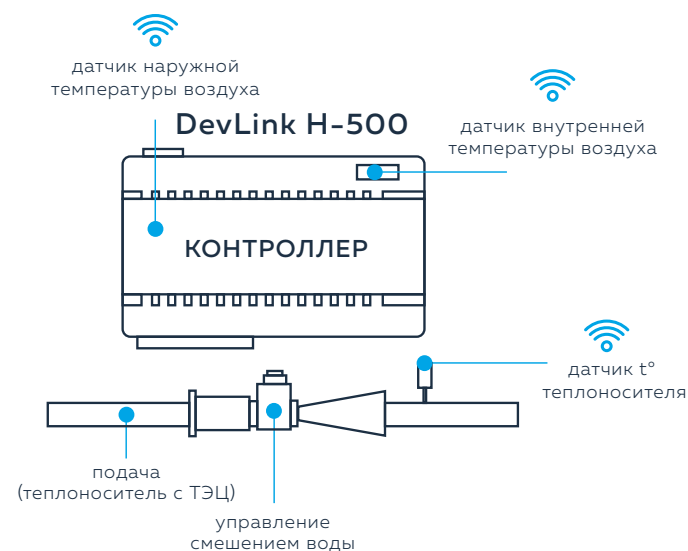 датчик наружной
температуры воздуха
DevLink H-500
датчик внутренней
температуры воздуха
КОНТРОЛЛЕР
датчик t°
теплоносителя
подача
(теплоноситель с ТЭЦ)
управление
смешением воды